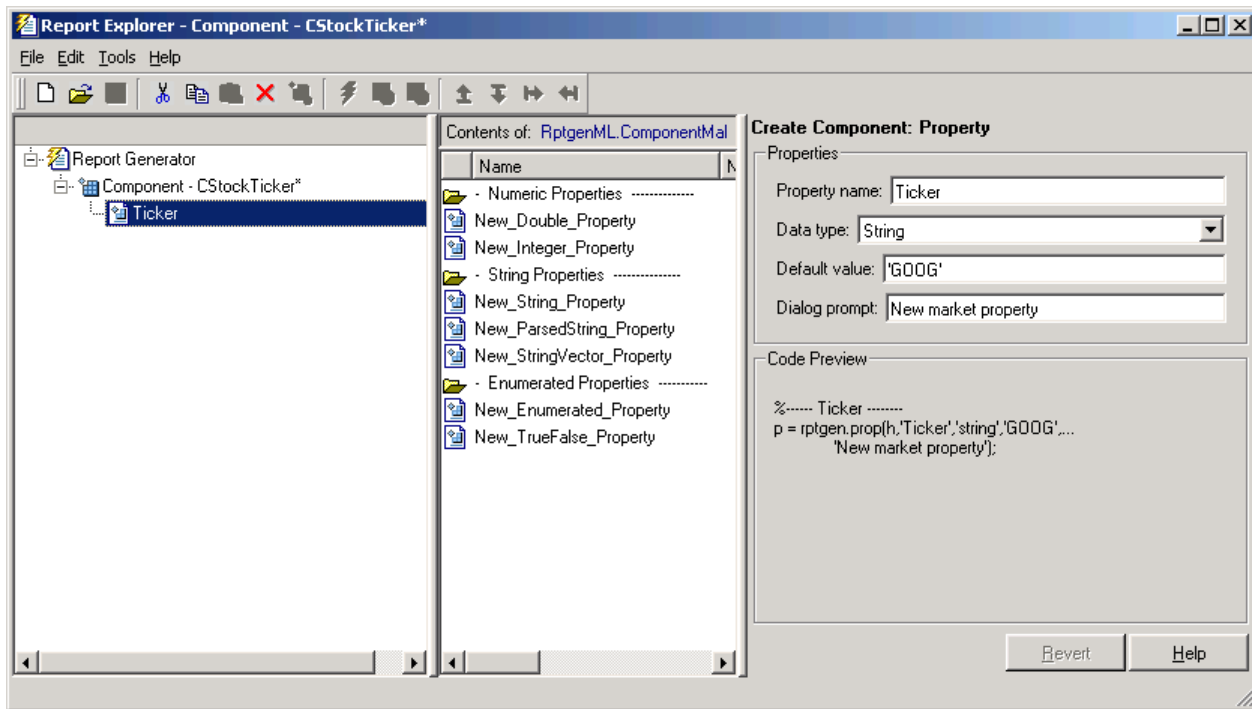 Report Explorer - Component - CStockTicker*
File Edit Tools Help
Report Generator
Component - CStockTicker*
Ticker
Contents of: RptgenML.ComponentMal
Name N
- Numeric Properties -------------
New_Double_Property
New_Integer_Property
- String Properties --------------
New_String_Property
New_ParsedString_Property
New_StringVector_Property
- Enumerated Properties ----------
New_Enumerated_Property
New_TrueFalse_Property
Create Component: Property
Properties
Property name: Ticker
Data type: String
Default value: 'GOOG'
Dialog prompt: New market property
Code Preview
%------ Ticker --------
p = rptgen.prop(h,'Ticker','string','GOOG',...
'New market property');
Revert Help